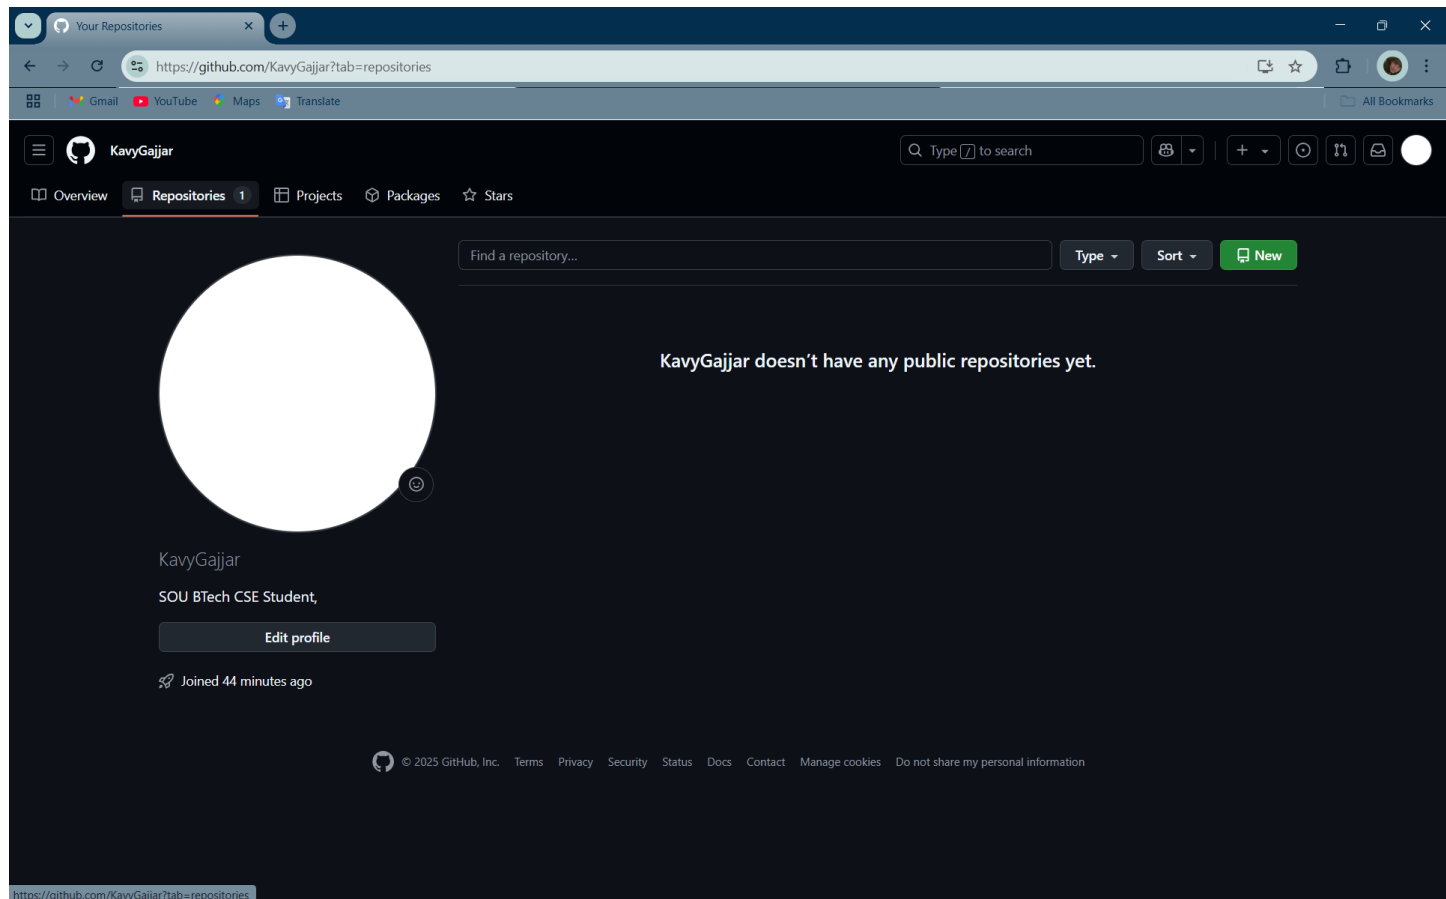 Your Repositories
https://github.com/KavyGajjar?tab=repositories
Gmail YouTube Maps Translate All Bookmarks
KavyGajjar Type / to search
Overview Repositories 1 Projects Packages Stars
Find a repository... Type Sort New
KavyGajjar doesn't have any public repositories yet.
KavyGajjar
SOU BTech CSE Student,
Edit profile
Joined 44 minutes ago
© 2025 GitHub, Inc. Terms Privacy Security Status Docs Contact Manage cookies Do not share my personal information
https://github.com/KavyGajjar?tab=repositories